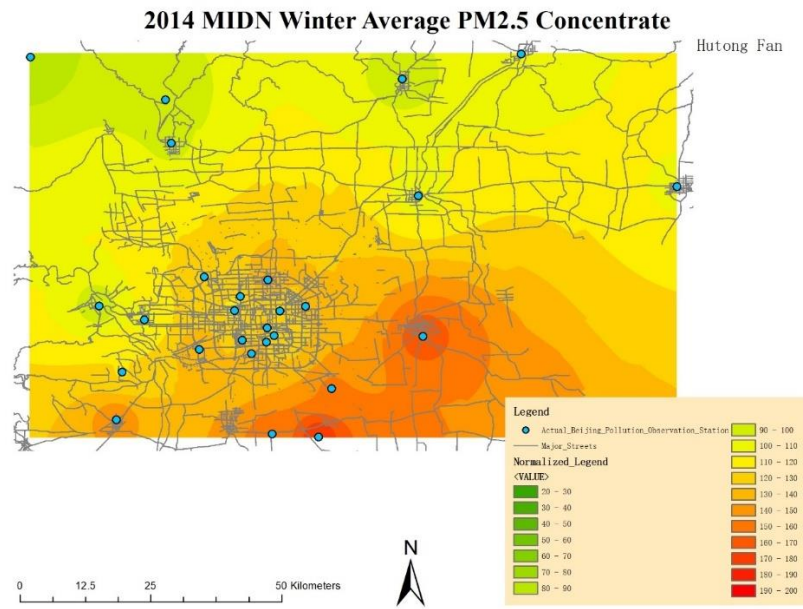 2014 MIDN Winter Average PM2.5 Concentrate
Hutong Fan
Legend
Actual_Beijing_Pollution_Observation_Station
Major_Streets
Normalized_Legend
<VALUE>
20 - 30
30 - 40
40 - 50
50 - 60
60 - 70
70 - 80
80 - 90
90 - 100
100 - 110
110 - 120
120 - 130
130 - 140
140 - 150
150 - 160
160 - 170
170 - 180
180 - 190
190 - 200
N
0 12.5 25 50 Kilometers